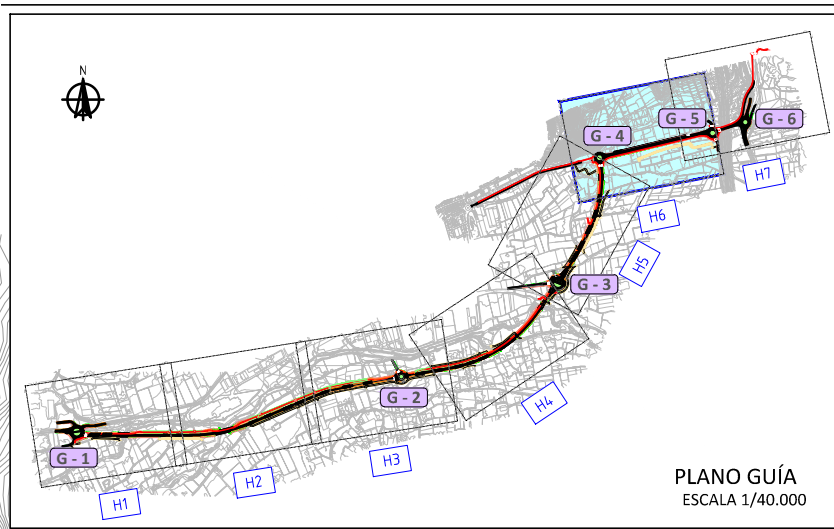 N
G - 4
G - 5
G - 6
H7
H6
H5
G - 3
G - 2
H4
G - 1
H3
H2
H1
PLANO GUÍA
ESCALA 1/40.000